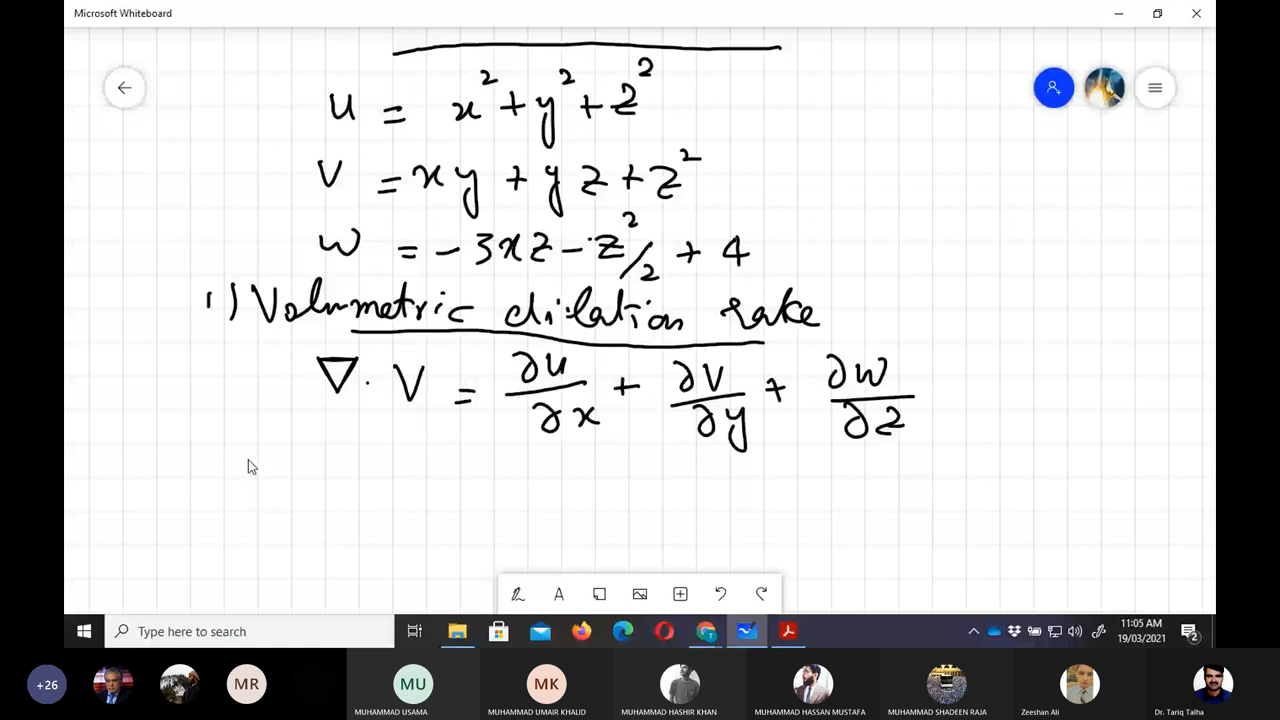 Microsoft Whiteboard
u = x² + y² + z²
v = xy + yz + z²
w = - 3xz - z²/2 + 4
1) Volumetric dilation rate
∇ · V = ∂u/∂x + ∂v/∂y + ∂w/∂z
A
Type here to search
11:05 AM
19/03/2021
2
+26
MR
MU
MK
MUHAMMAD USAMA
MUHAMMAD UMAIR KHALID
MUHAMMAD HASHIR KHAN
MUHAMMAD HASSAN MUSTAFA
MUHAMMAD SHADEEN RAJA
Zeeshan Ali
Dr. Tariq Talha